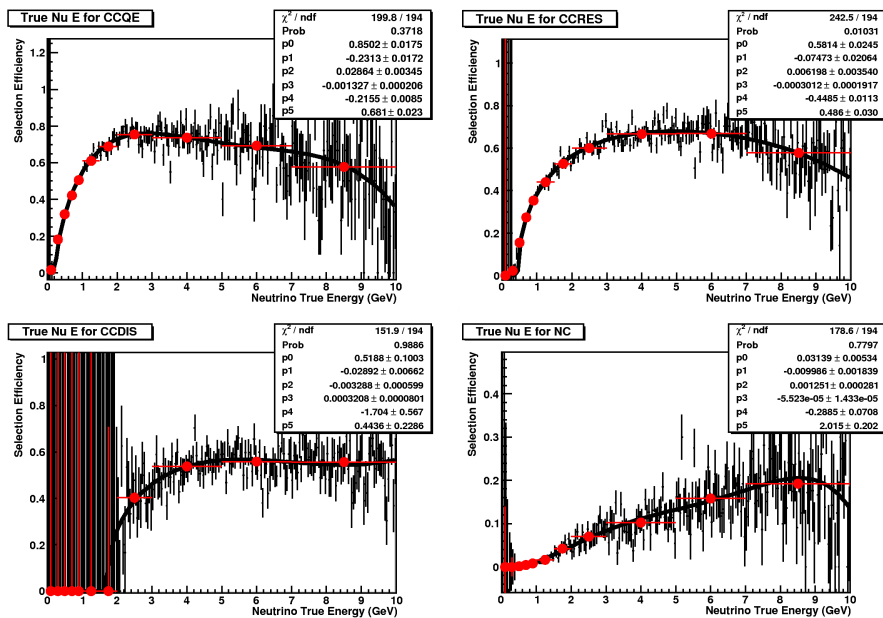 True Nu E for CCQE
χ² / ndf 199.8 / 194
Prob 0.3718
p0 0.8502 ± 0.0175
p1 -0.2313 ± 0.0172
p2 0.02864 ± 0.00345
p3 -0.001327 ± 0.000206
p4 -0.2155 ± 0.0085
p5 0.681 ± 0.023
Selection Efficiency
1.2
1
0.8
0.6
0.4
0.2
0
0 1 2 3 4 5 6 7 8 9 10
Neutrino True Energy (GeV)
True Nu E for CCRES
χ² / ndf 242.5 / 194
Prob 0.01031
p0 0.5814 ± 0.0245
p1 -0.07473 ± 0.02064
p2 0.006198 ± 0.003540
p3 -0.0003012 ± 0.0001917
p4 -0.4485 ± 0.0113
p5 0.486 ± 0.030
Selection Efficiency
1
0.8
0.6
0.4
0.2
0
0 1 2 3 4 5 6 7 8 9 10
Neutrino True Energy (GeV)
True Nu E for CCDIS
χ² / ndf 151.9 / 194
Prob 0.9886
p0 0.5188 ± 0.1003
p1 -0.02892 ± 0.00662
p2 -0.003288 ± 0.000599
p3 0.0003208 ± 0.0000801
p4 -1.704 ± 0.567
p5 0.4436 ± 0.2286
Selection Efficiency
1
0.8
0.6
0.4
0.2
0
0 1 2 3 4 5 6 7 8 9 10
Neutrino True Energy (GeV)
True Nu E for NC
χ² / ndf 178.6 / 194
Prob 0.7797
p0 0.03139 ± 0.00534
p1 -0.009986 ± 0.001839
p2 0.001251 ± 0.000281
p3 -5.523e-05 ± 1.433e-05
p4 -0.2885 ± 0.0708
p5 2.015 ± 0.202
Selection Efficiency
0.4
0.3
0.2
0.1
0
0 1 2 3 4 5 6 7 8 9 10
Neutrino True Energy (GeV)